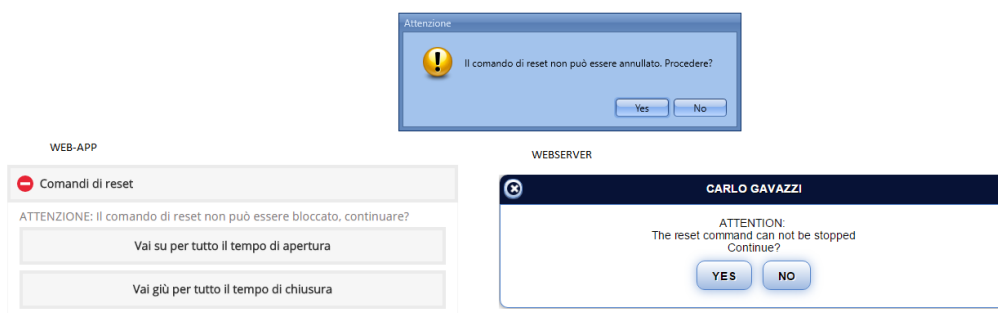 Attenzione
Il comando di reset non può essere annullato. Procedere?
Yes No
WEB-APP
Comandi di reset
ATTENZIONE: Il comando di reset non può essere bloccato, continuare?
Vai su per tutto il tempo di apertura
Vai giù per tutto il tempo di chiusura
WEBSERVER
CARLO GAVAZZI
ATTENTION:
The reset command can not be stopped
Continue?
YES NO